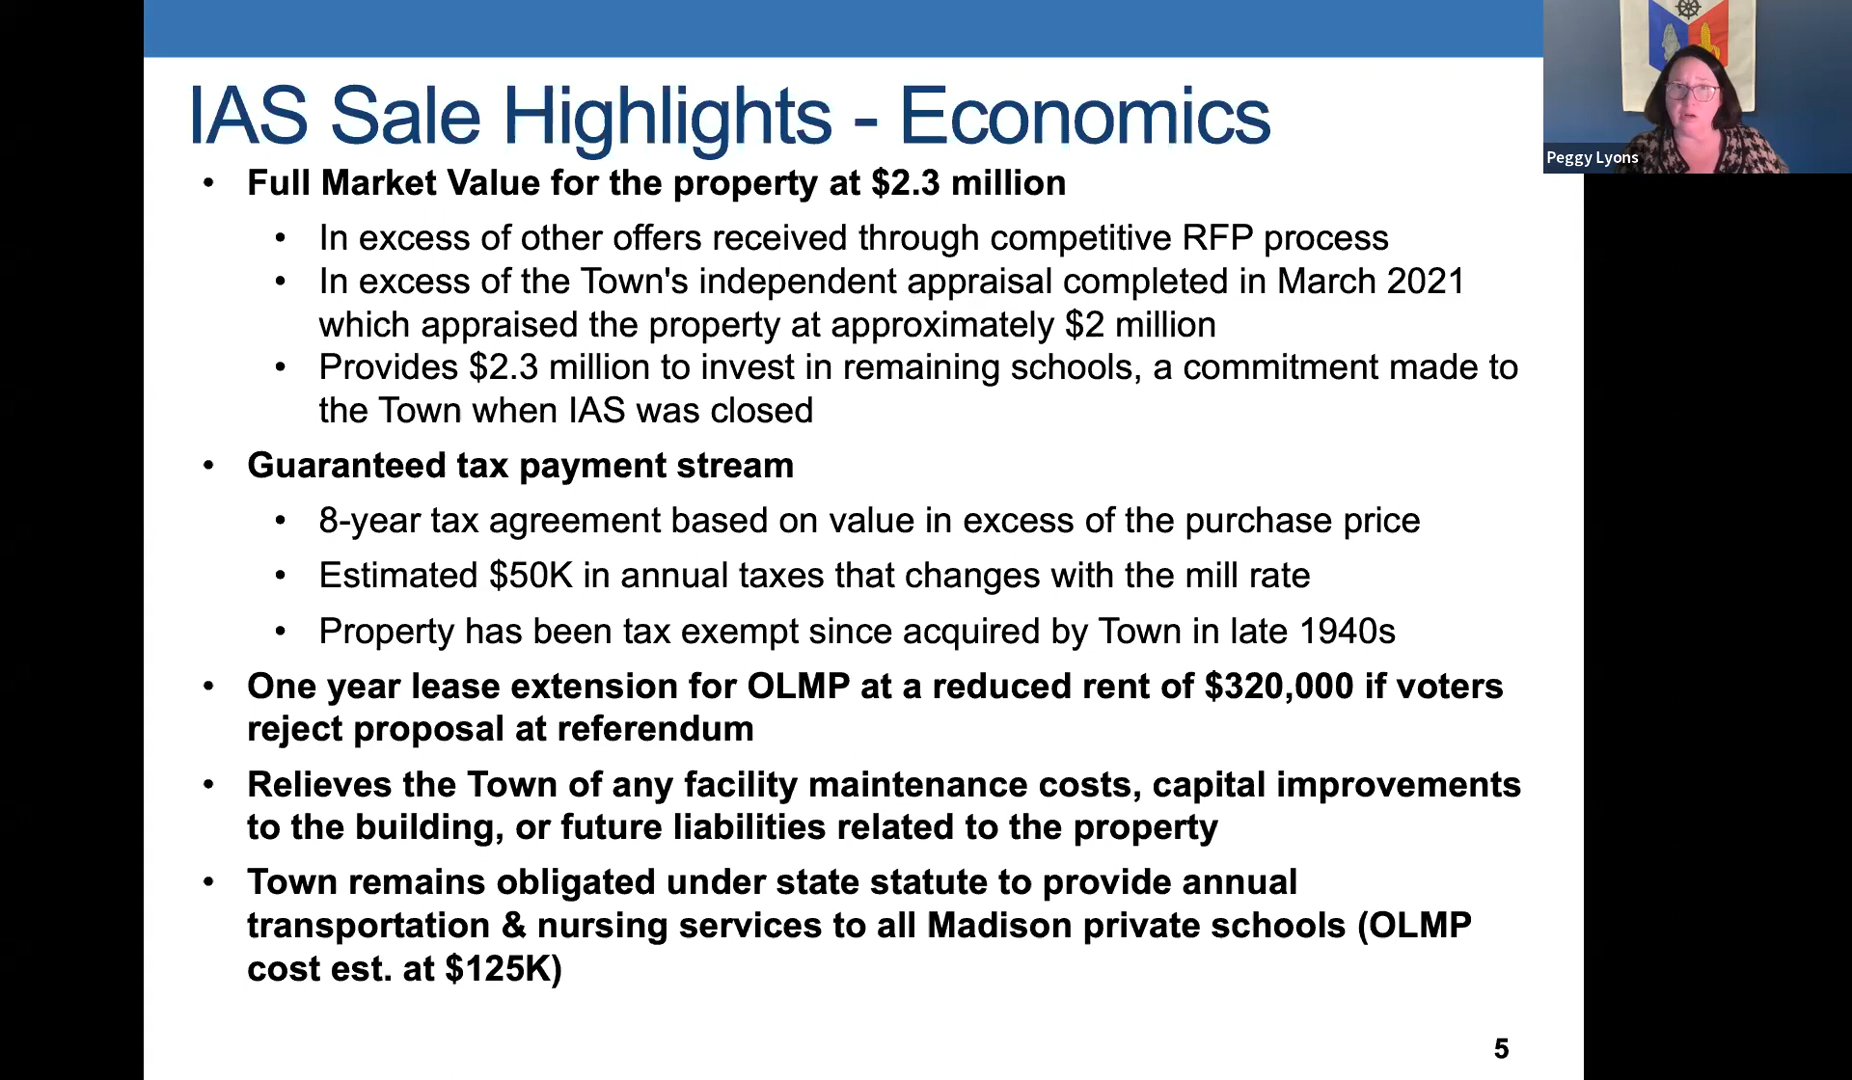 IAS Sale Highlights - Economics
• Full Market Value for the property at $2.3 million
• In excess of other offers received through competitive RFP process
• In excess of the Town's independent appraisal completed in March 2021
which appraised the property at approximately $2 million
• Provides $2.3 million to invest in remaining schools, a commitment made to
the Town when IAS was closed
• Guaranteed tax payment stream
• 8-year tax agreement based on value in excess of the purchase price
• Estimated $50K in annual taxes that changes with the mill rate
• Property has been tax exempt since acquired by Town in late 1940s
• One year lease extension for OLMP at a reduced rent of $320,000 if voters
reject proposal at referendum
• Relieves the Town of any facility maintenance costs, capital improvements
to the building, or future liabilities related to the property
• Town remains obligated under state statute to provide annual
transportation & nursing services to all Madison private schools (OLMP
cost est. at $125K)
5
Peggy Lyons